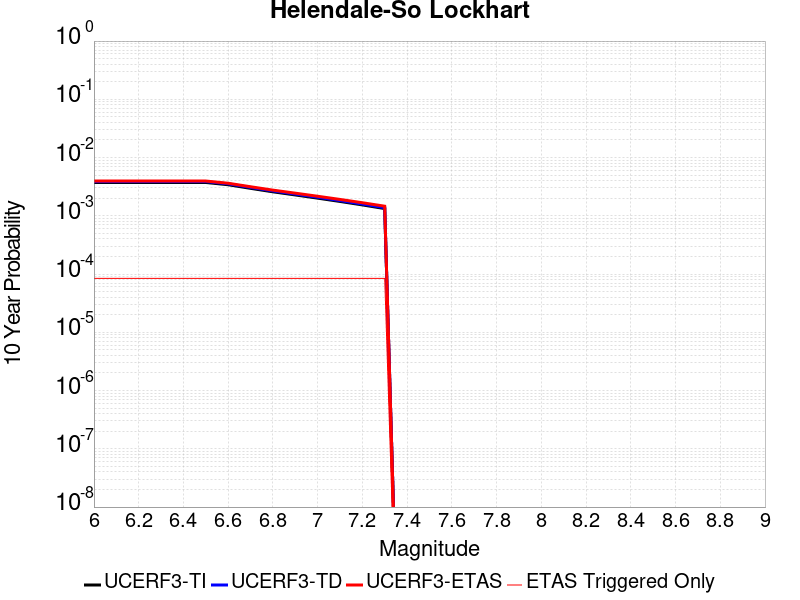 Helendale-So Lockhart
10 0
10 -1
10 -2
10 -3
10 -4
10 -5
10 -6
10 -7
10 -8
10 Year Probability
6 6.2 6.4 6.6 6.8 7 7.2 7.4 7.6 7.8 8 8.2 8.4 8.6 8.8 9
Magnitude
UCERF3-TI UCERF3-TD UCERF3-ETAS ETAS Triggered Only